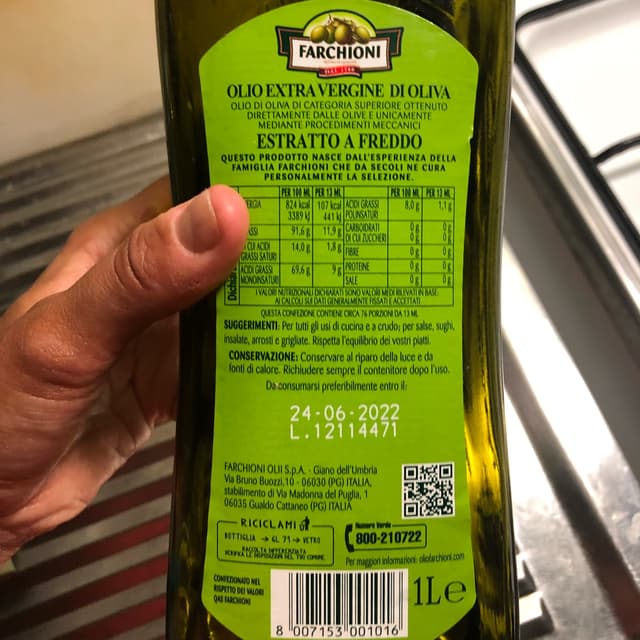 FARCHIONI
OLIO EXTRA VERGINE DI OLIVA
OLIO DI OLIVA DI CATEGORIA SUPERIORE OTTENUTO
DIRETTAMENTE DALLE OLIVE E UNICAMENTE
MEDIANTE PROCEDIMENTI MECCANICI
ESTRATTO A FREDDO
QUESTO PRODOTTO NASCE DALL'ESPERIENZA DELLA
FAMIGLIA FARCHIONI CHE DA SECOLI NE CURA
PERSONALMENTE LA SELEZIONE.
PER 100 ML PER 13 ML PER 100 ML PER 13 ML
824 kcal 107 kcal ACIDI GRASSI 8,0 g 1,1 g
3389 kJ 441 kJ POLINSATURI
91,6 g 11,9 g CARBOIDRATI 0 g 0 g
DI CUI ZUCCHERI 0 g 0 g
CUI ACIDI 14,0 g 1,8 g FIBRE 0 g 0 g
GRASSI SATURI
ACIDI GRASSI 69,6 g 9 g PROTEINE 0 g 0 g
MONOINSATURI SALE 0 g 0 g
I VALORI NUTRIZIONALI DICHIARATI SONO VALORI MEDI RILEVATI IN BASE
AI CALCOLI SUI DATI GENERALMENTE FISSATI E ACCETTATI
QUESTA CONFEZIONE CONTIENE CIRCA 76 PORZIONI DA 13 ML
SUGGERIMENTI: Per tutti gli usi di cucina e a crudo; per salse, sughi,
insalate, arrosti e grigliate. Rispetta l'equilibrio dei vostri piatti.
CONSERVAZIONE: Conservare al riparo della luce e da
fonti di calore. Richiudere sempre il contenitore dopo l'uso.
Da consumarsi preferibilmente entro il:
24-06-2022
L.12114471
FARCHIONI OLII S.p.A. - Giano dell'Umbria
Via Bruno Buozzi,10 - 06030 (PG) ITALIA,
stabilimento di Via Madonna del Puglia, 1
06035 Gualdo Cattaneo (PG) ITALIA
RICICLAMI
BOTTIGLIA → GL 71 → VETRO
RACCOLTA DIFFERENZIATA
VERIFICA LE DISPOSIZIONI DEL TUO COMUNE
Numero Verde
800-210722
Per maggiori informazioni: oliofarchioni.com
CONFEZIONATO NEL
RISPETTO DEI VALORI
QAS FARCHIONI
1L e
8 007153 001016